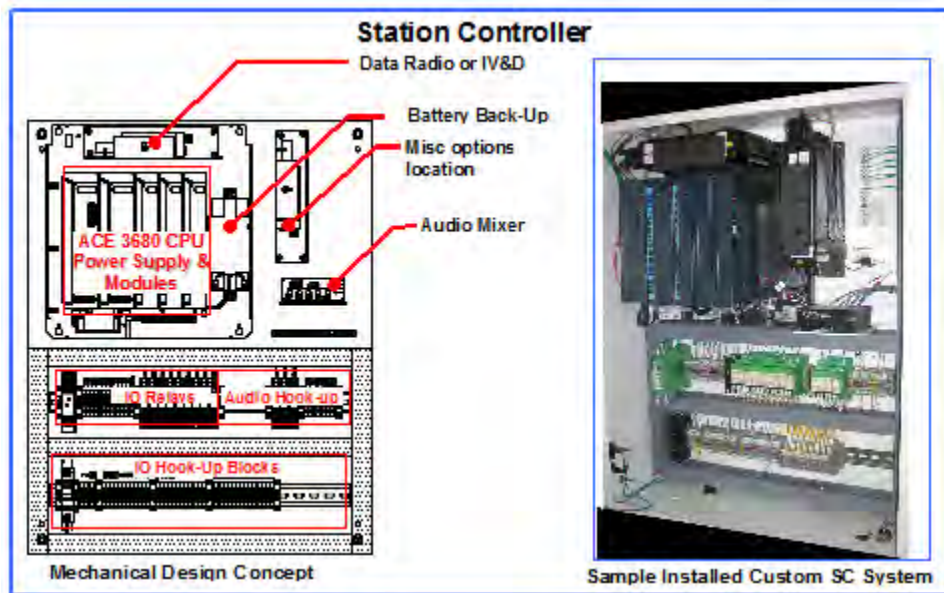 Station Controller
Data Radio or IV&D
Battery Back-Up
Misc options
location
Audio Mixer
ACE 3680 CPU
Power Supply &
Modules
IO Relays
Audio Hook-up
IO Hook-Up Blocks
Mechanical Design Concept
Sample Installed Custom SC System